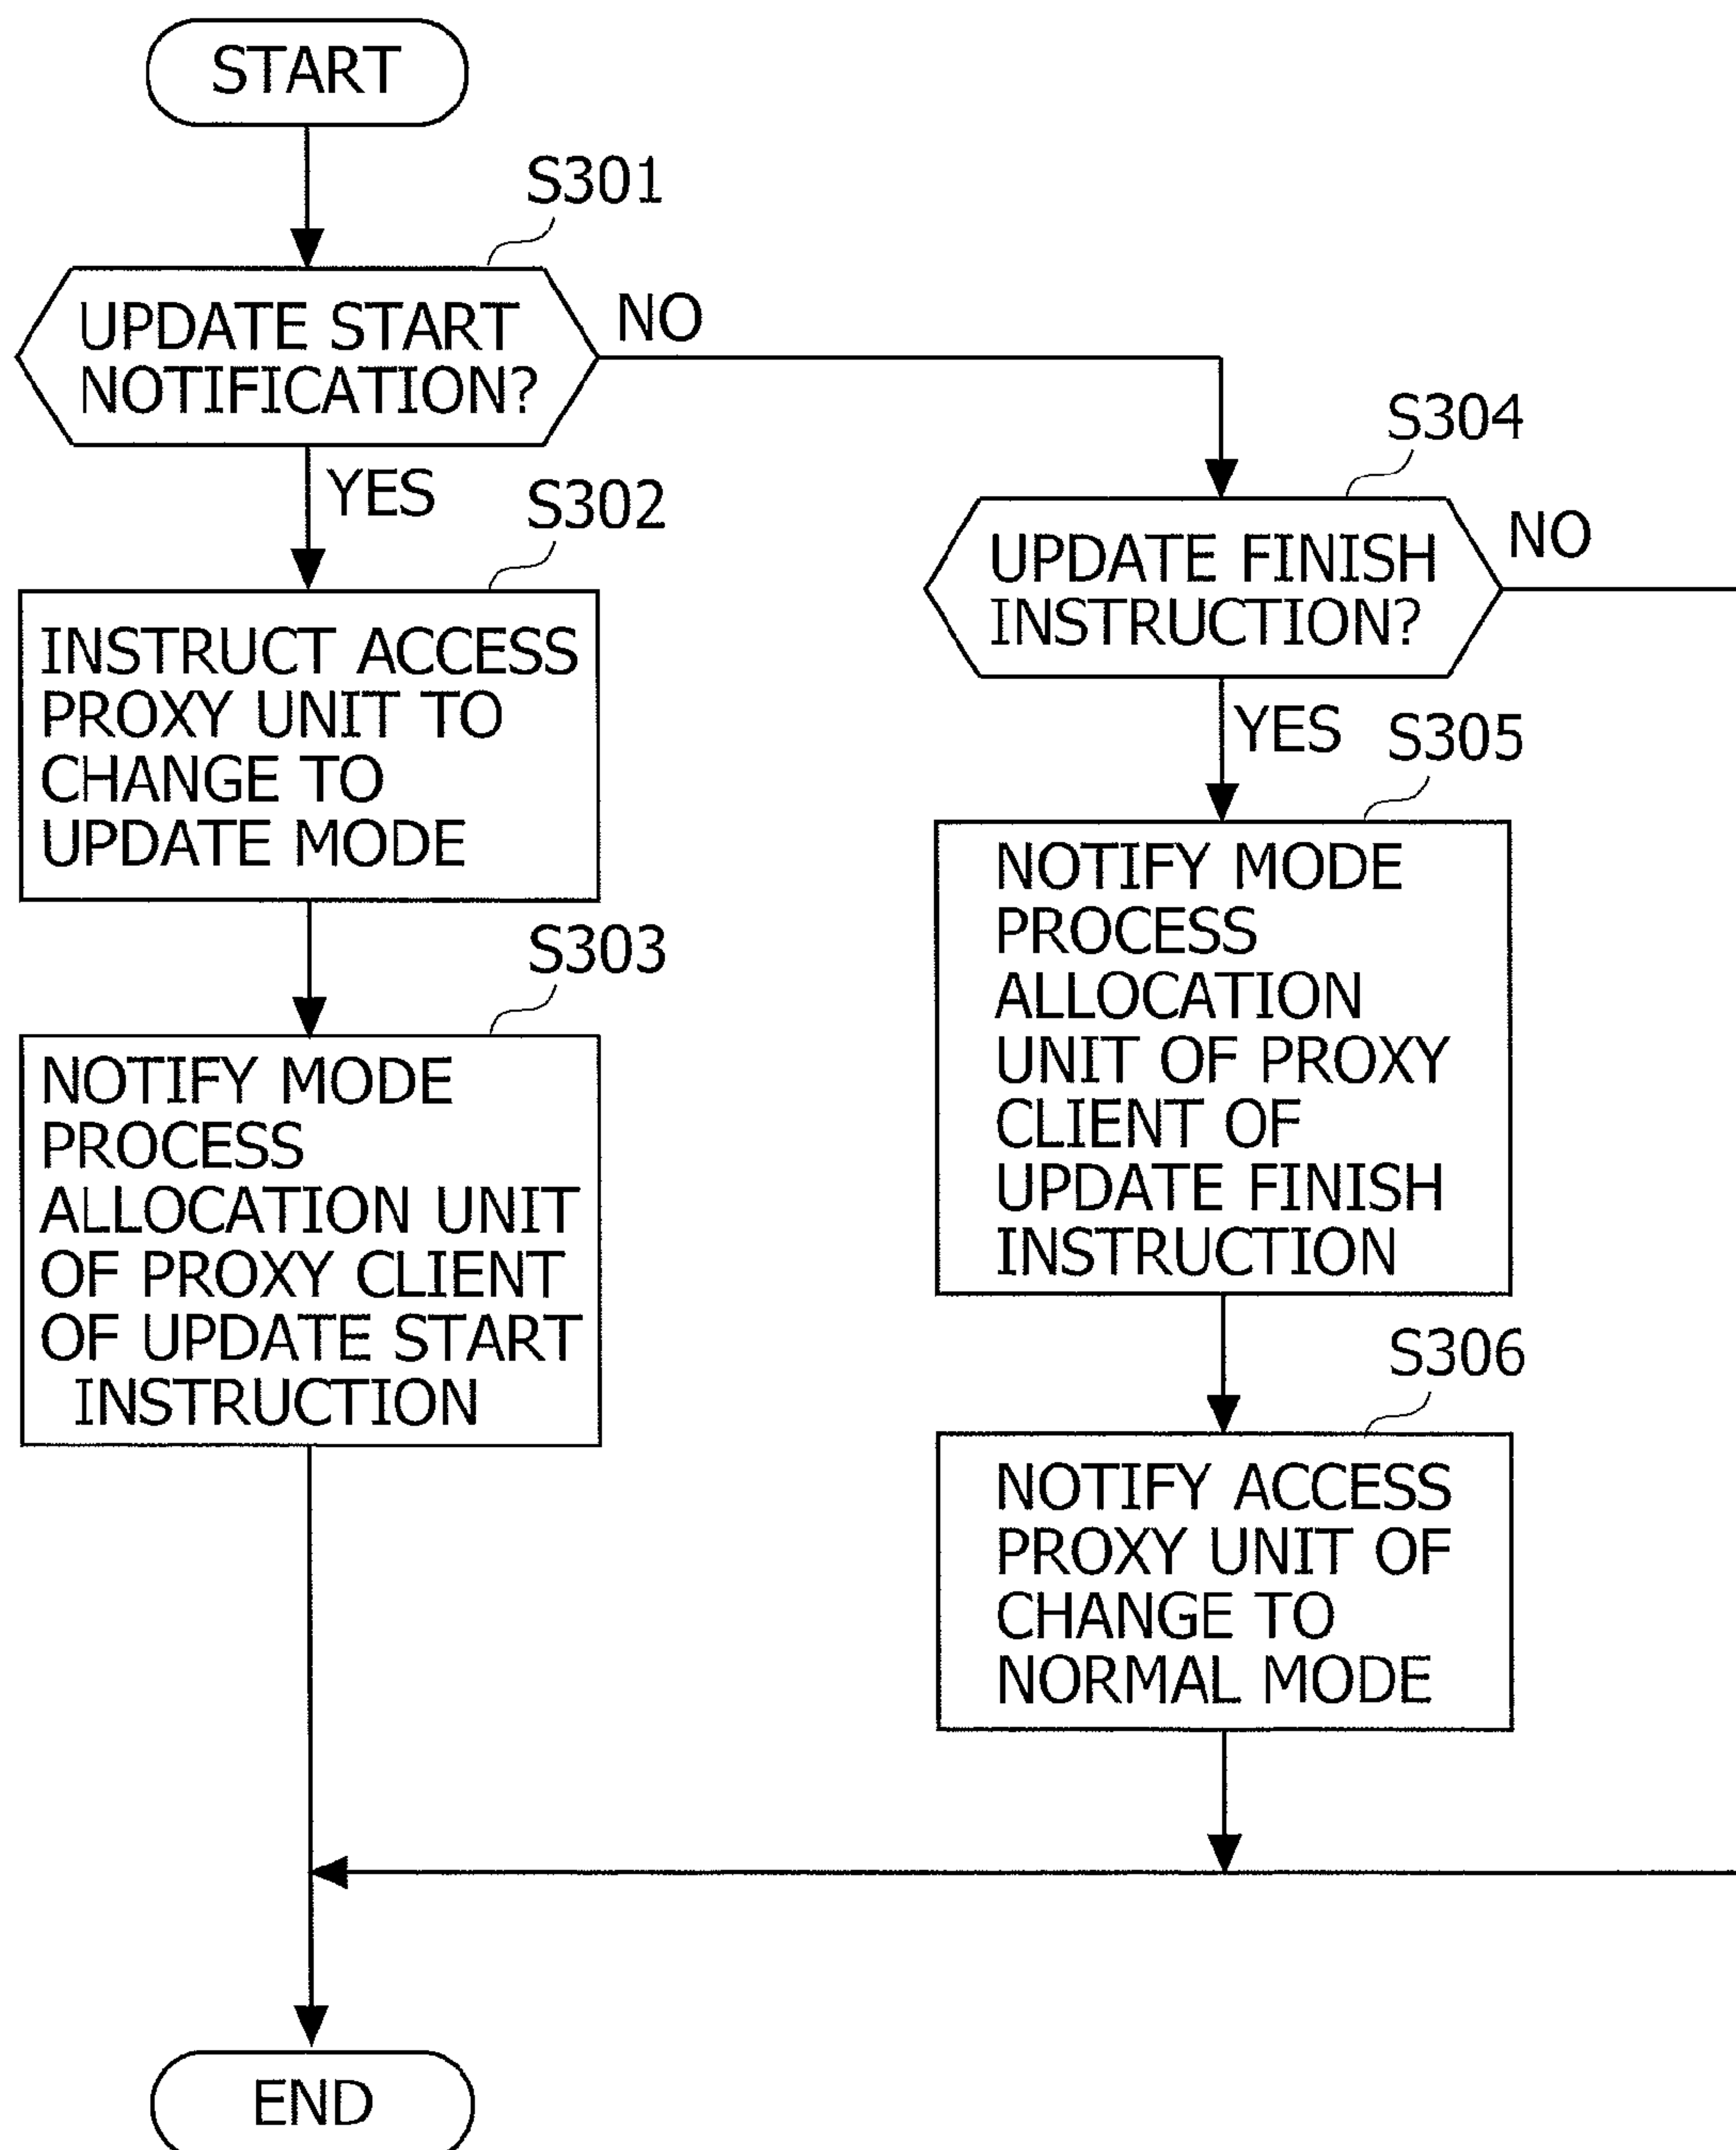 START
S301
UPDATE START
NOTIFICATION?
NO
YES
S302
INSTRUCT ACCESS
PROXY UNIT TO
CHANGE TO
UPDATE MODE
S303
NOTIFY MODE
PROCESS
ALLOCATION UNIT
OF PROXY CLIENT
OF UPDATE START
INSTRUCTION
S304
UPDATE FINISH
INSTRUCTION?
NO
YES
S305
NOTIFY MODE
PROCESS
ALLOCATION
UNIT OF PROXY
CLIENT OF
UPDATE FINISH
INSTRUCTION
S306
NOTIFY ACCESS
PROXY UNIT OF
CHANGE TO
NORMAL MODE
END